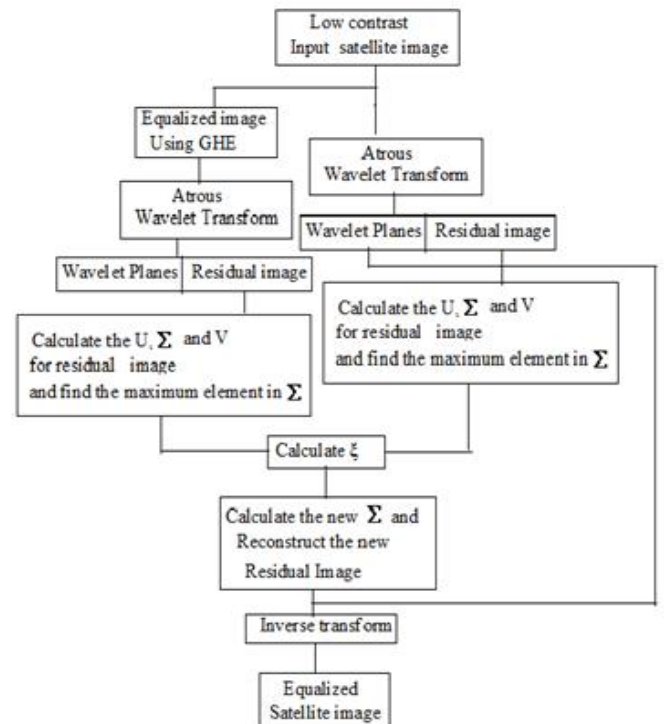 Low contrast
Input satellite image
Equalized image
Using GHE
Atrous
Wavelet Transform
Atrous
Wavelet Transform
Wavelet Planes
Residual image
Wavelet Planes
Residual image
Calculate the U, Σ and V
for residual image
and find the maximum element in Σ
Calculate the U, Σ and V
for residual image
and find the maximum element in Σ
Calculate ξ
Calculate the new Σ and
Reconstruct the new
Residual Image
Inverse transform
Equalized
Satellite image